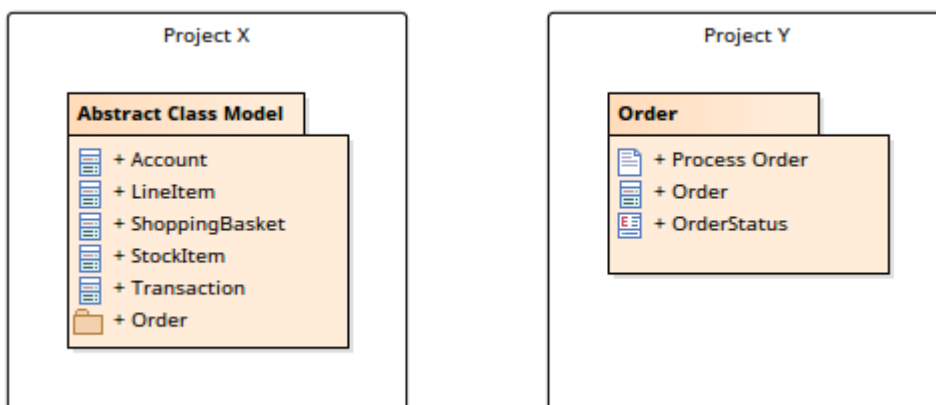 Project X
Abstract Class Model
+ Account
+ LineItem
+ ShoppingBasket
+ StockItem
+ Transaction
+ Order
Project Y
Order
+ Process Order
+ Order
E
+ OrderStatus